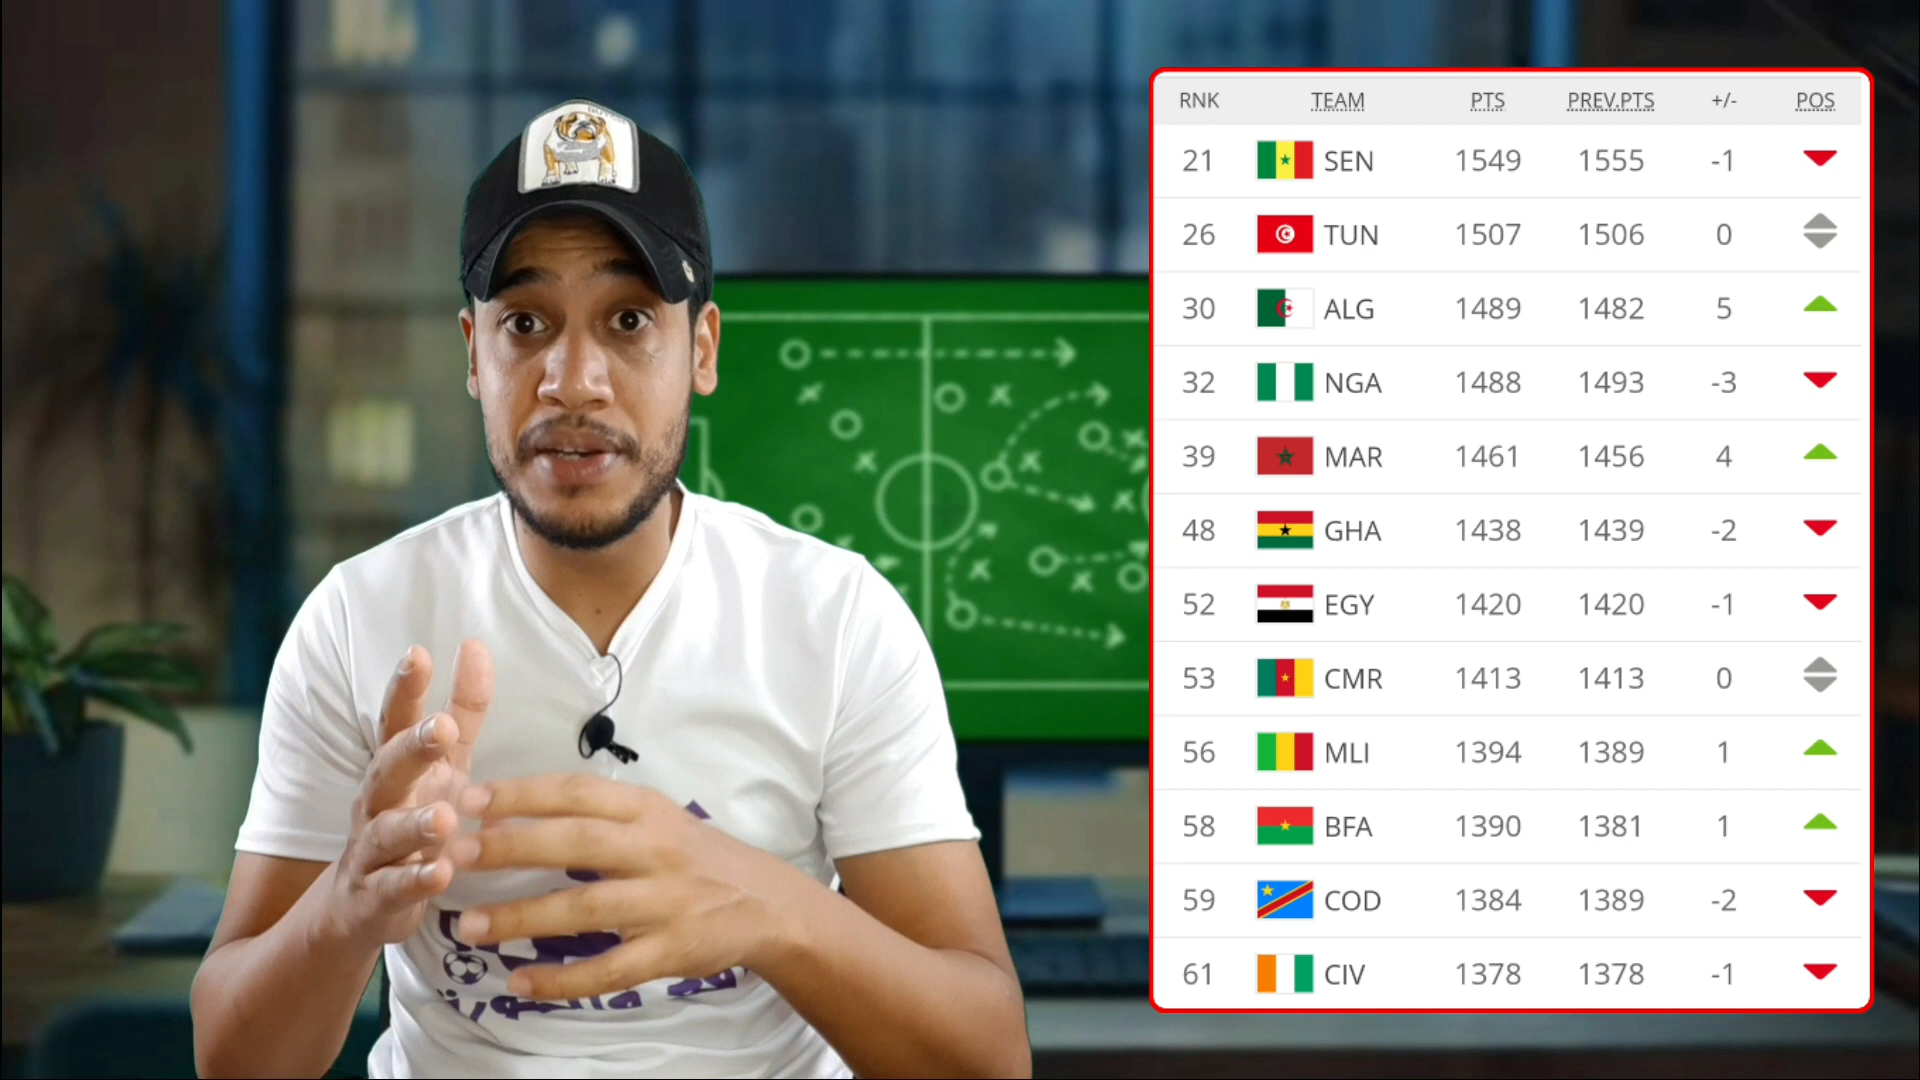 RNK TEAM PTS PREV.PTS +/- POS
21 SEN 1549 1555 -1
26 TUN 1507 1506 0
30 ALG 1489 1482 5
32 NGA 1488 1493 -3
39 MAR 1461 1456 4
48 GHA 1438 1439 -2
52 EGY 1420 1420 -1
53 CMR 1413 1413 0
56 MLI 1394 1389 1
58 BFA 1390 1381 1
59 COD 1384 1389 -2
61 CIV 1378 1378 -1